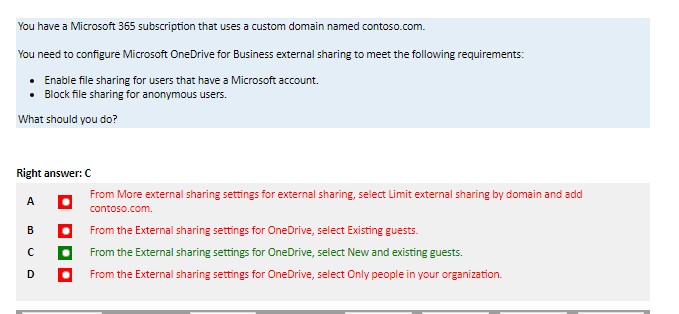 You have a Microsoft 365 subscription that uses a custom domain named contoso.com.
You need to configure Microsoft OneDrive for Business external sharing to meet the following requirements:
• Enable file sharing for users that have a Microsoft account.
• Block file sharing for anonymous users.
What should you do?
Right answer: C
A From More external sharing settings for external sharing, select Limit external sharing by domain and add
contoso.com.
B From the External sharing settings for OneDrive, select Existing guests.
C From the External sharing settings for OneDrive, select New and existing guests.
D From the External sharing settings for OneDrive, select Only people in your organization.